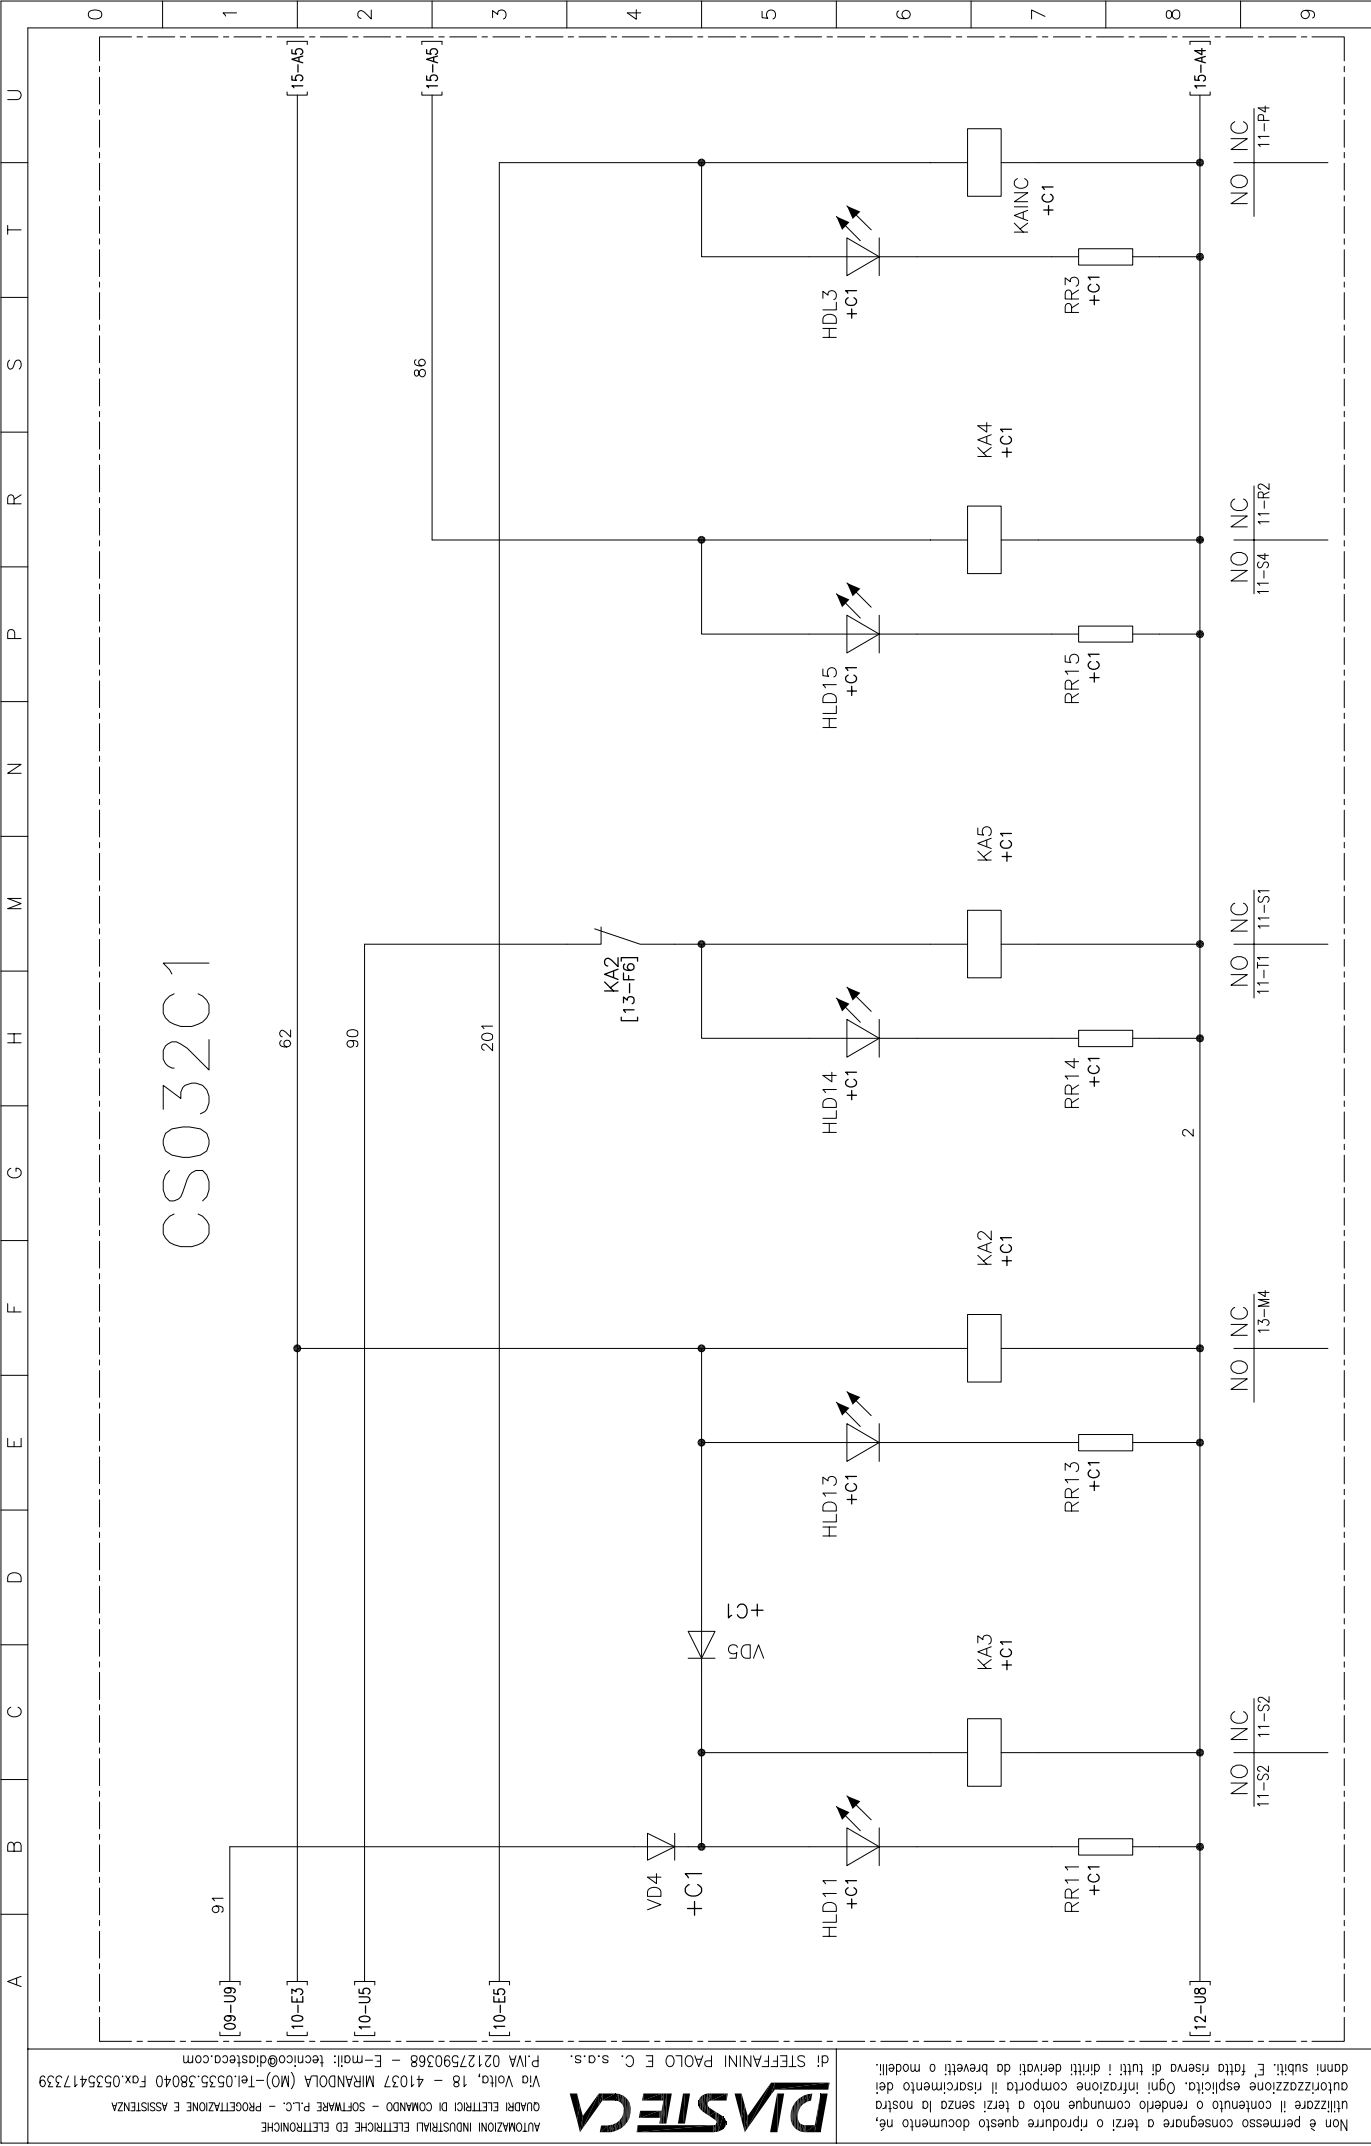 0 1 2 3 4 5 6 7 8 9
A B C D E F G H M N P R S T U
CS032C1
[09-U9]
91
[10-E3]
62
[15-A5]
[10-U5]
90
[15-A5]
86
[10-E5]
201
KA2
[13-F6]
VD4
+C1
VD5
+C1
HLD11
+C1
HLD13
+C1
HLD14
+C1
HLD15
+C1
HDL3
+C1
KA3
+C1
KA2
+C1
KA5
+C1
KA4
+C1
KAINC
+C1
RR11
+C1
RR13
+C1
RR14
+C1
RR15
+C1
RR3
+C1
[12-U8]
2
[15-A4]
NO NC
11-S2 11-S2
NO NC
13-M4
NO NC
11-T1 11-S1
NO NC
11-S4 11-R2
NO NC
11-P4
AUTOMAZIONI INDUSTRIALI ELETTRICHE ED ELETTRONICHE
QUADRI ELETTRICI DI COMANDO - SOFTWARE P.L.C. - PROGETTAZIONE E ASSISTENZA
Via Volta, 18 - 41037 MIRANDOLA (MO)-Tel.0535.38040 Fax.0535417339
P.IVA 02127590368 - E-mail: tecnico@diasteca.com
DIASTECA
di STEFFANINI PAOLO E C. s.a.s.
Non è permesso consegnare a terzi o riprodurre questo documento, né,
utilizzare il contenuto o renderlo comunque noto a terzi senza la nostra
autorizzazione esplicita. Ogni infrazione comporta il risarcimento dei
danni subiti. E' fatta riserva di tutti i diritti derivati da brevetti o modelli.